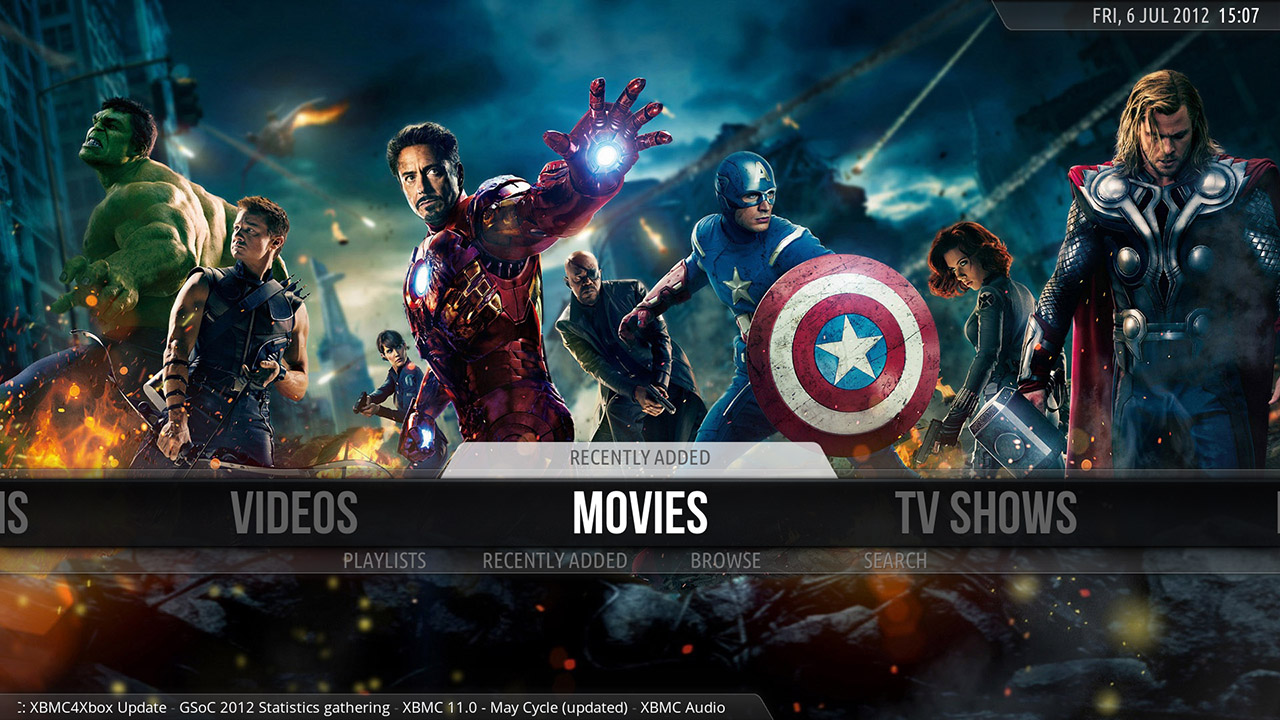 FRI, 6 JUL 2012 15:07
RECENTLY ADDED
VIDEOS MOVIES TV SHOWS
PLAYLISTS RECENTLY ADDED BROWSE SEARCH
XBMC4Xbox Update - GSoC 2012 Statistics gathering - XBMC 11.0 - May Cycle (updated) - XBMC Audio